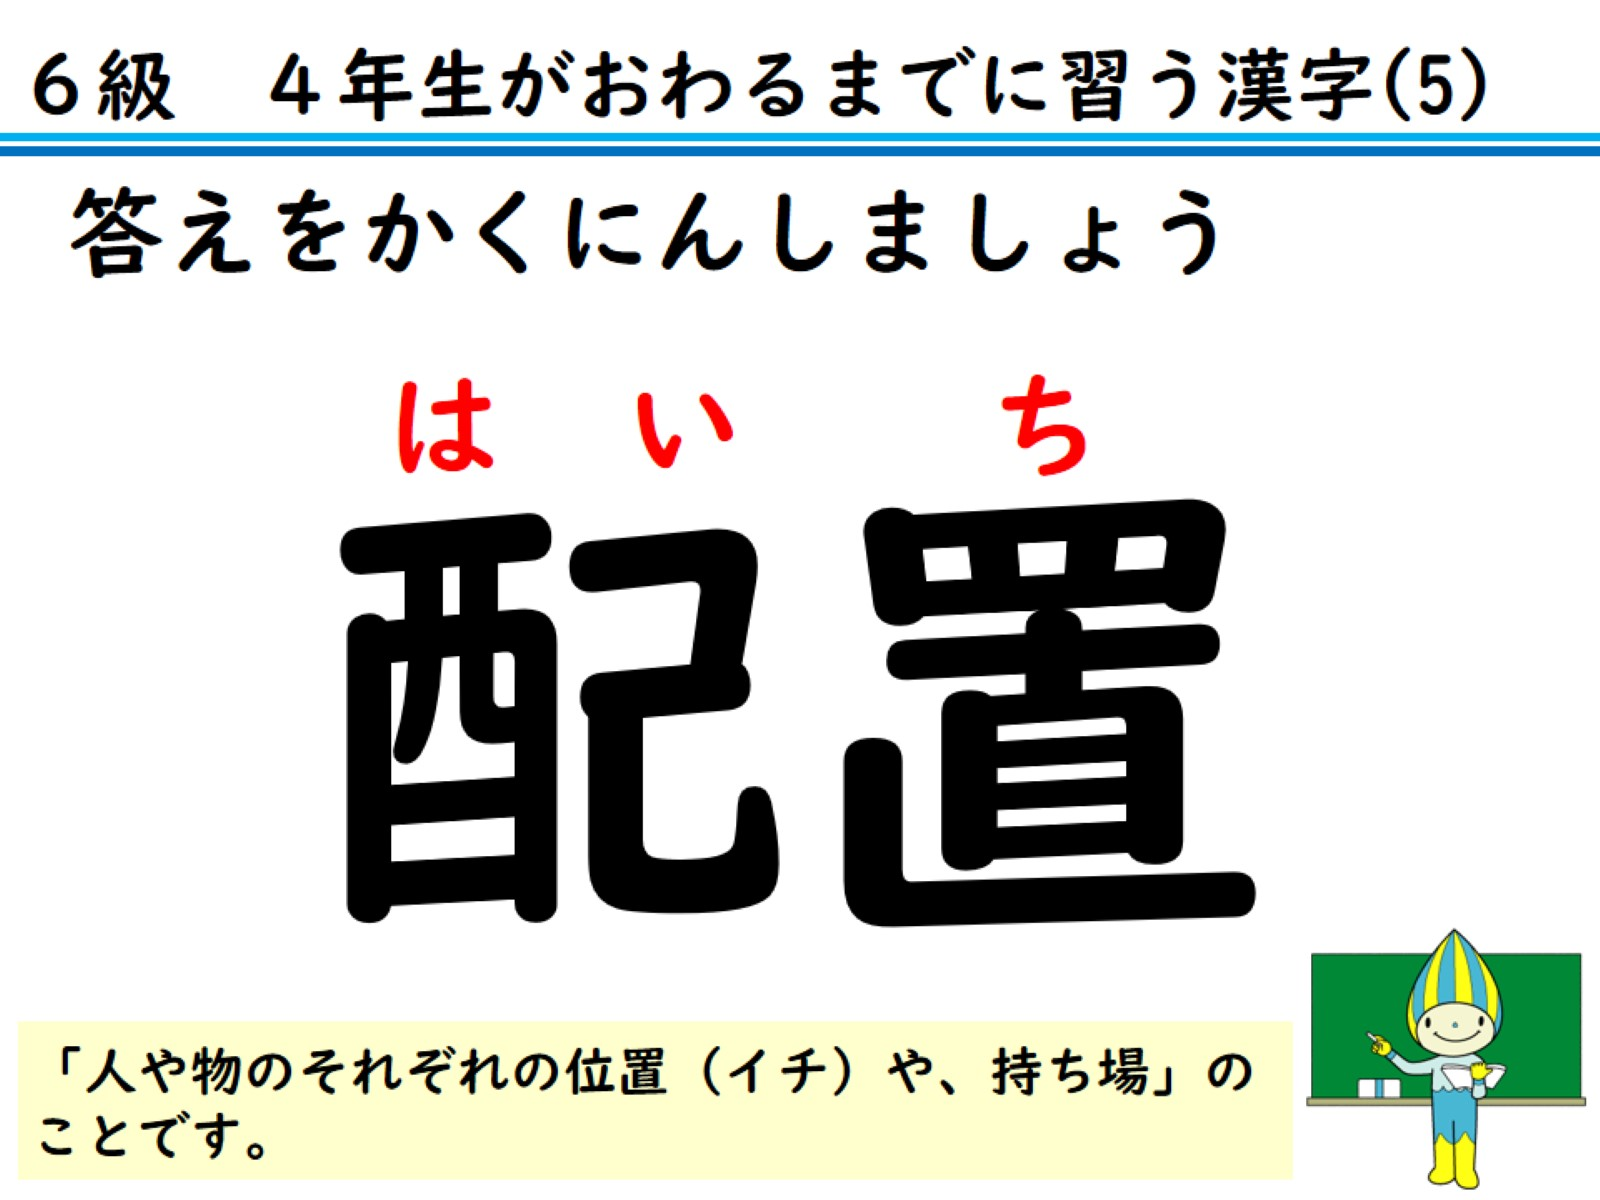 ６級　４年生がおわるまでに習う漢字(5)
答えをかくにんしましょう
はいち
配置
「人や物のそれぞれの位置（イチ）や、持ち場」の
ことです。